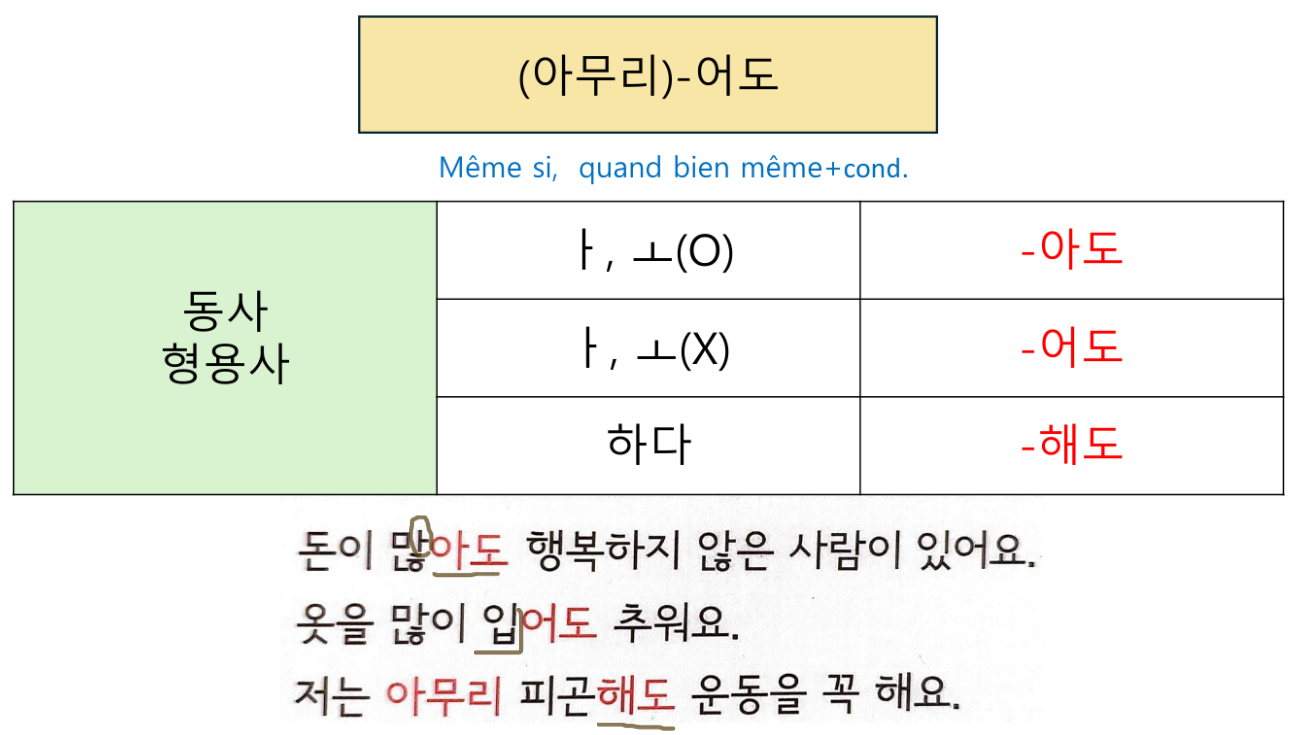 (아무리)-어도
Même si,  quand bien même+cond.
동사
형용사
ㅏ, ㅗ(O)
-아도
ㅏ, ㅗ(X)
-어도
하다
-해도
돈이 많아도 행복하지 않은 사람이 있어요.
옷을 많이 입어도 추워요.
저는 아무리 피곤해도 운동을 꼭 해요.